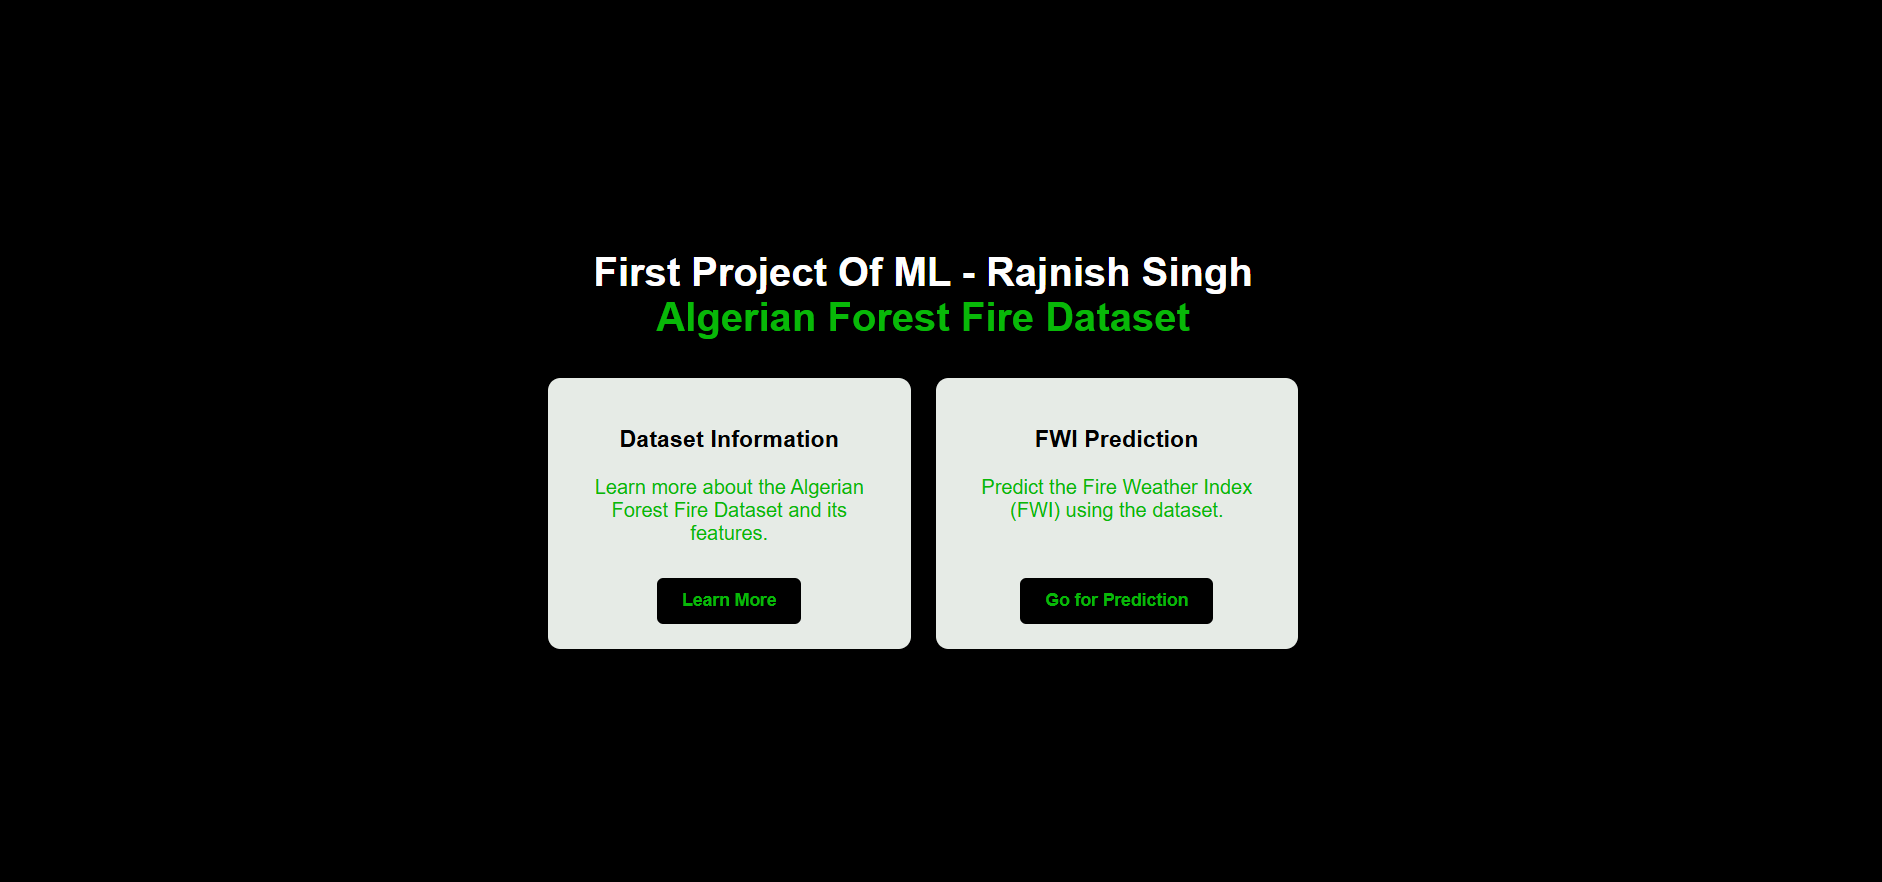 First Project Of ML - Rajnish Singh
Algerian Forest Fire Dataset
Dataset Information
Learn more about the Algerian
Forest Fire Dataset and its
features.
Learn More
FWI Prediction
Predict the Fire Weather Index
(FWI) using the dataset.
Go for Prediction